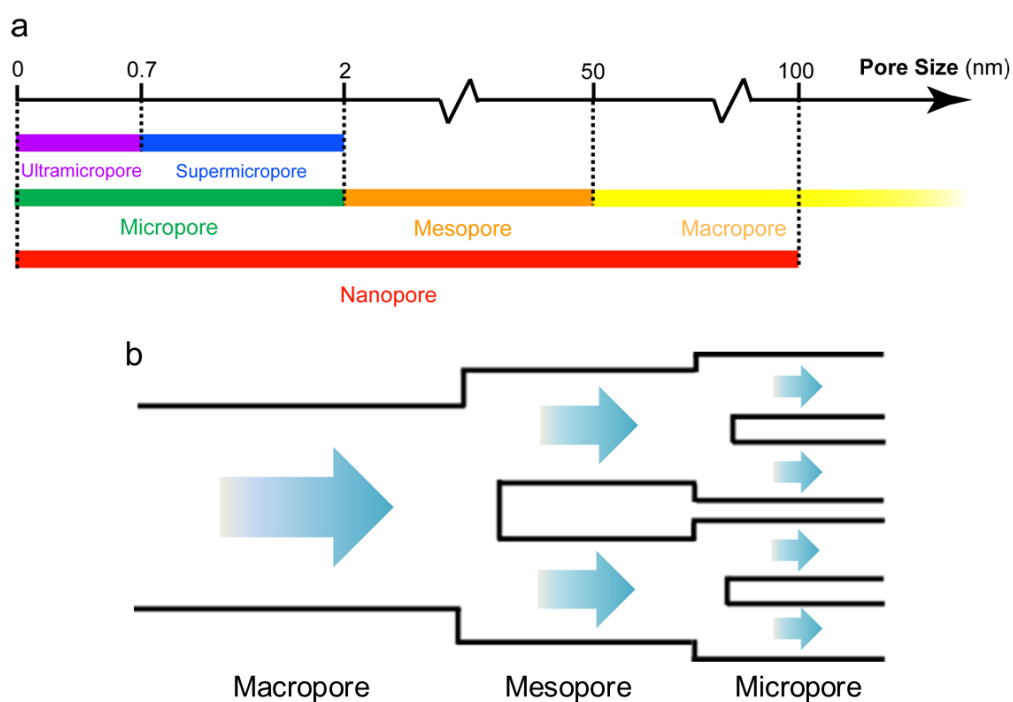 a
0 0.7 2 50 100 Pore Size (nm)
Ultramicropore Supermicropore
Micropore Mesopore Macropore
Nanopore
b
Macropore Mesopore Micropore